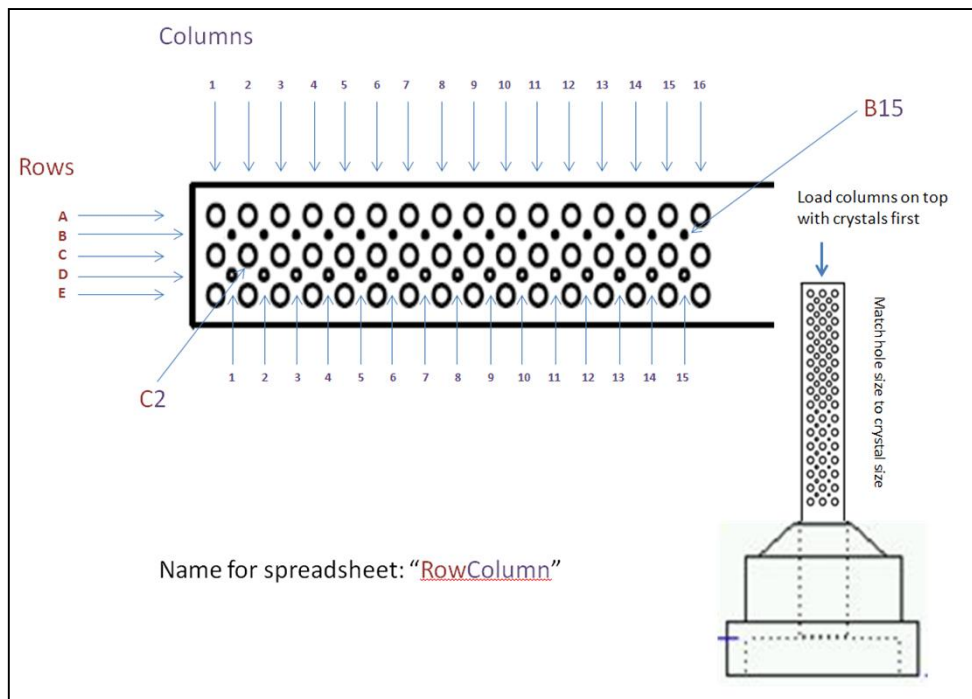 Columns
1 2 3 4 5 6 7 8 9 10 11 12 13 14 15 16
B15
Rows
A
B
C
D
E
1 2 3 4 5 6 7 8 9 10 11 12 13 14 15
C2
Load columns on top
with crystals first
Match hole size to crystal size
Name for spreadsheet: “RowColumn”